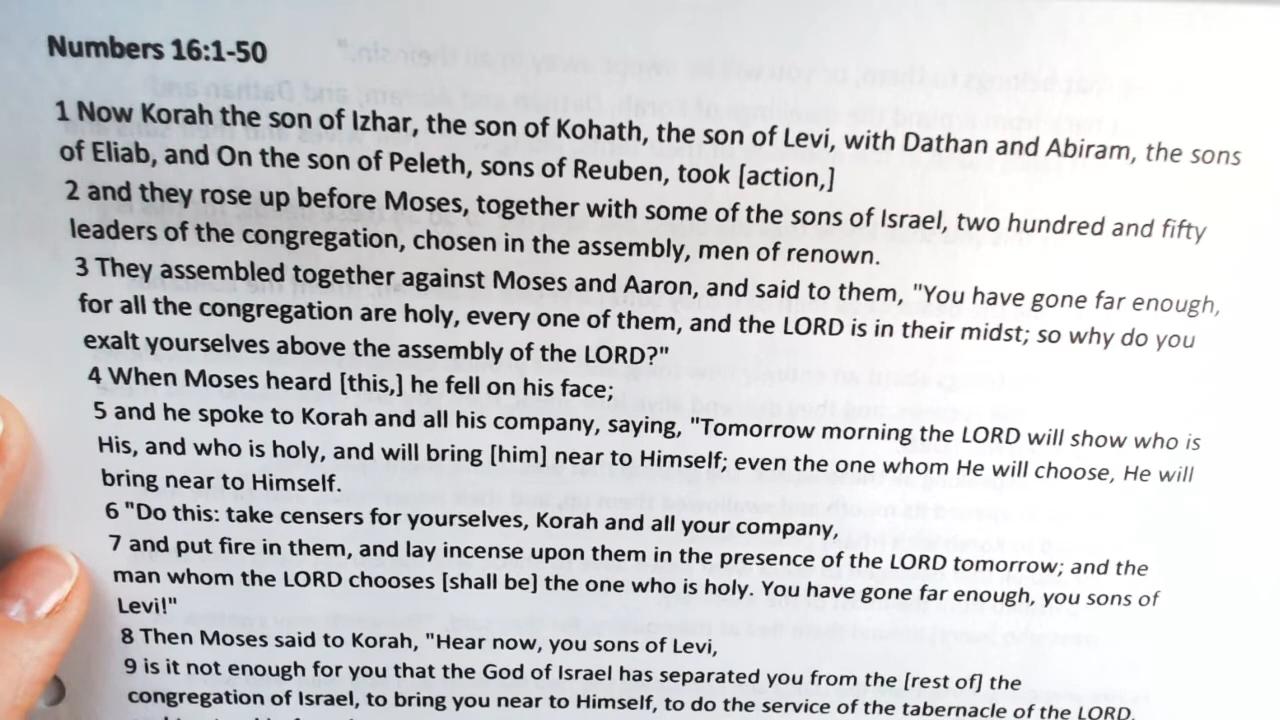 Numbers 16:1-50
1 Now Korah the son of Izhar, the son of Kohath, the son of Levi, with Dathan and Abiram, the sons
of Eliab, and On the son of Peleth, sons of Reuben, took [action,]
2 and they rose up before Moses, together with some of the sons of Israel, two hundred and fifty
leaders of the congregation, chosen in the assembly, men of renown.
3 They assembled together against Moses and Aaron, and said to them, "You have gone far enough,
for all the congregation are holy, every one of them, and the LORD is in their midst; so why do you
exalt yourselves above the assembly of the LORD?"
4 When Moses heard [this,] he fell on his face;
5 and he spoke to Korah and all his company, saying, "Tomorrow morning the LORD will show who is
His, and who is holy, and will bring [him] near to Himself; even the one whom He will choose, He will
bring near to Himself.
6 "Do this: take censers for yourselves, Korah and all your company,
7 and put fire in them, and lay incense upon them in the presence of the LORD tomorrow; and the
man whom the LORD chooses [shall be] the one who is holy. You have gone far enough, you sons of
Levi!"
8 Then Moses said to Korah, "Hear now, you sons of Levi,
9 is it not enough for you that the God of Israel has separated you from the [rest of] the
congregation of Israel, to bring you near to Himself, to do the service of the tabernacle of the LORD,